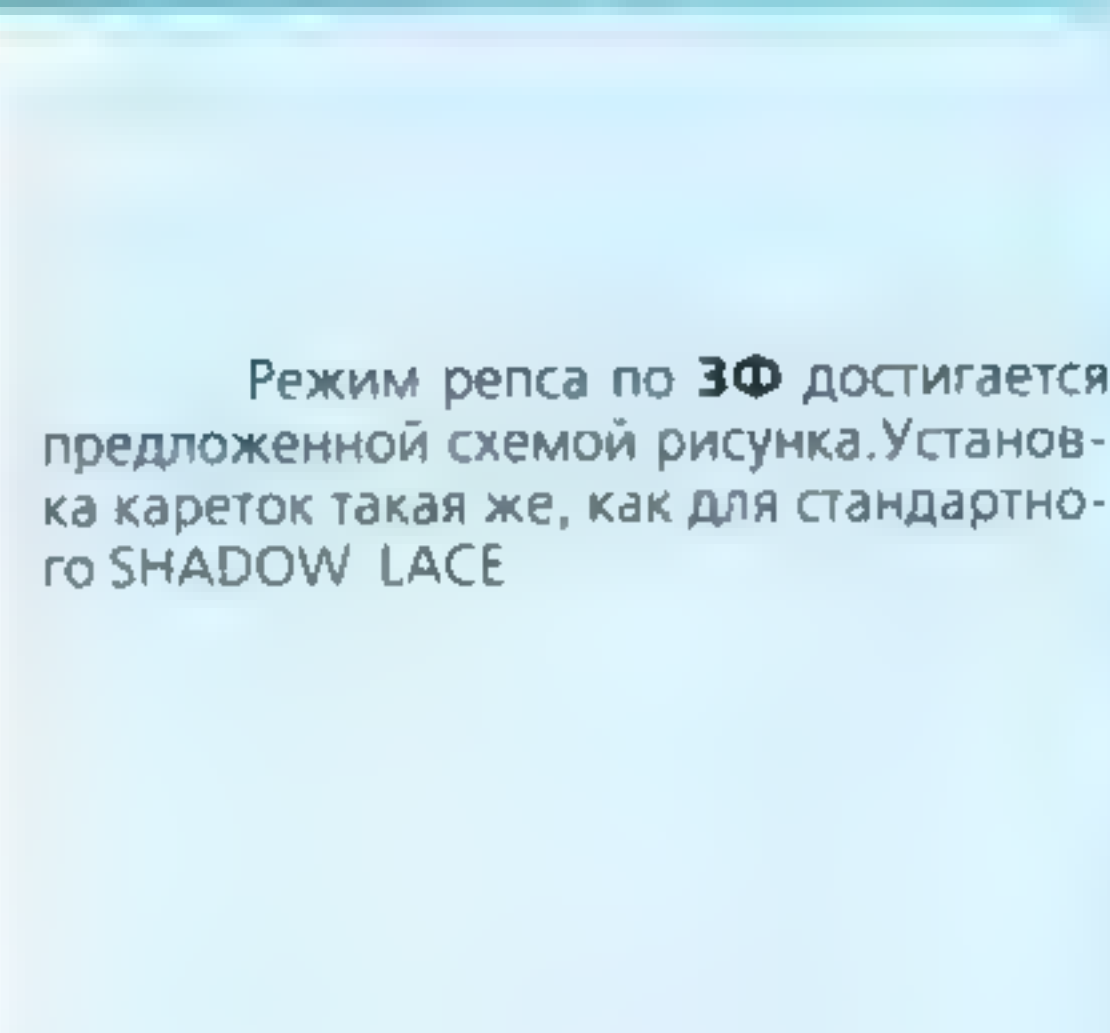 Режим репса по ЗФ достигается
предложенной схемой рисунка.Установ-
ка кареток такая же, как для стандартно-
го SHADOW LACE